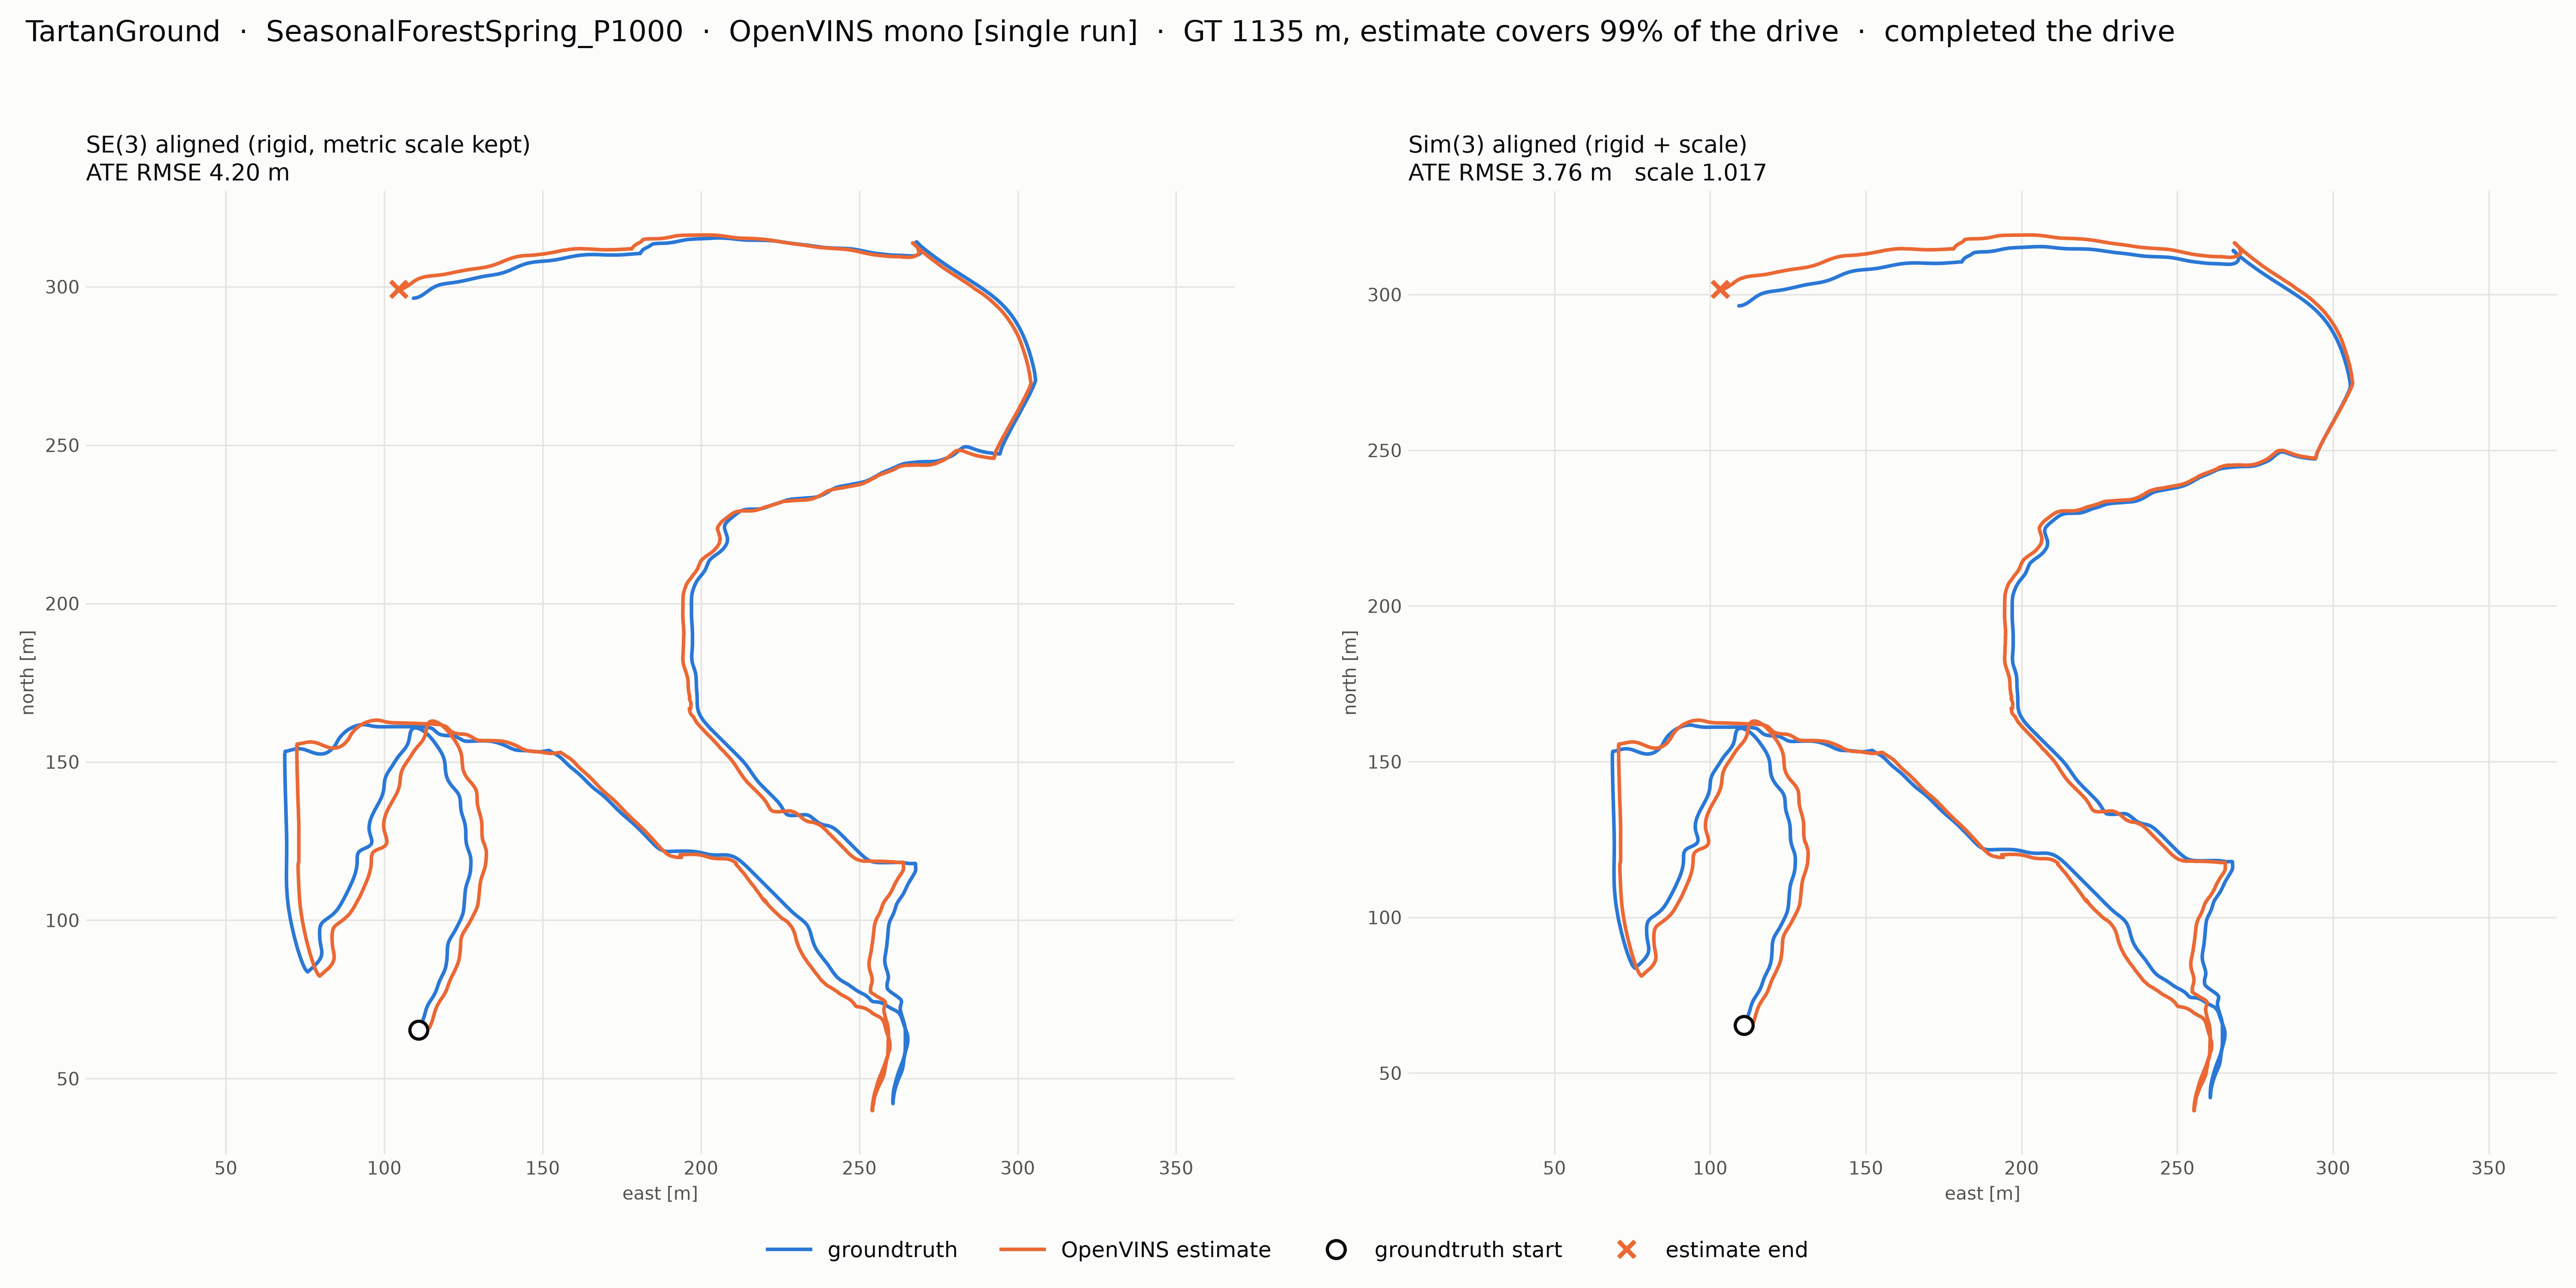 TartanGround · SeasonalForestSpring_P1000 · OpenVINS mono [single run] · GT 1135 m, estimate covers 99% of the drive · completed the drive
SE(3) aligned (rigid, metric scale kept)
ATE RMSE 4.20 m
300
250
200
150
100
50
north [m]
50 100 150 200 250 300 350
east [m]
Sim(3) aligned (rigid + scale)
ATE RMSE 3.76 m scale 1.017
300
250
200
150
100
50
north [m]
50 100 150 200 250 300 350
east [m]
groundtruth OpenVINS estimate groundtruth start estimate end